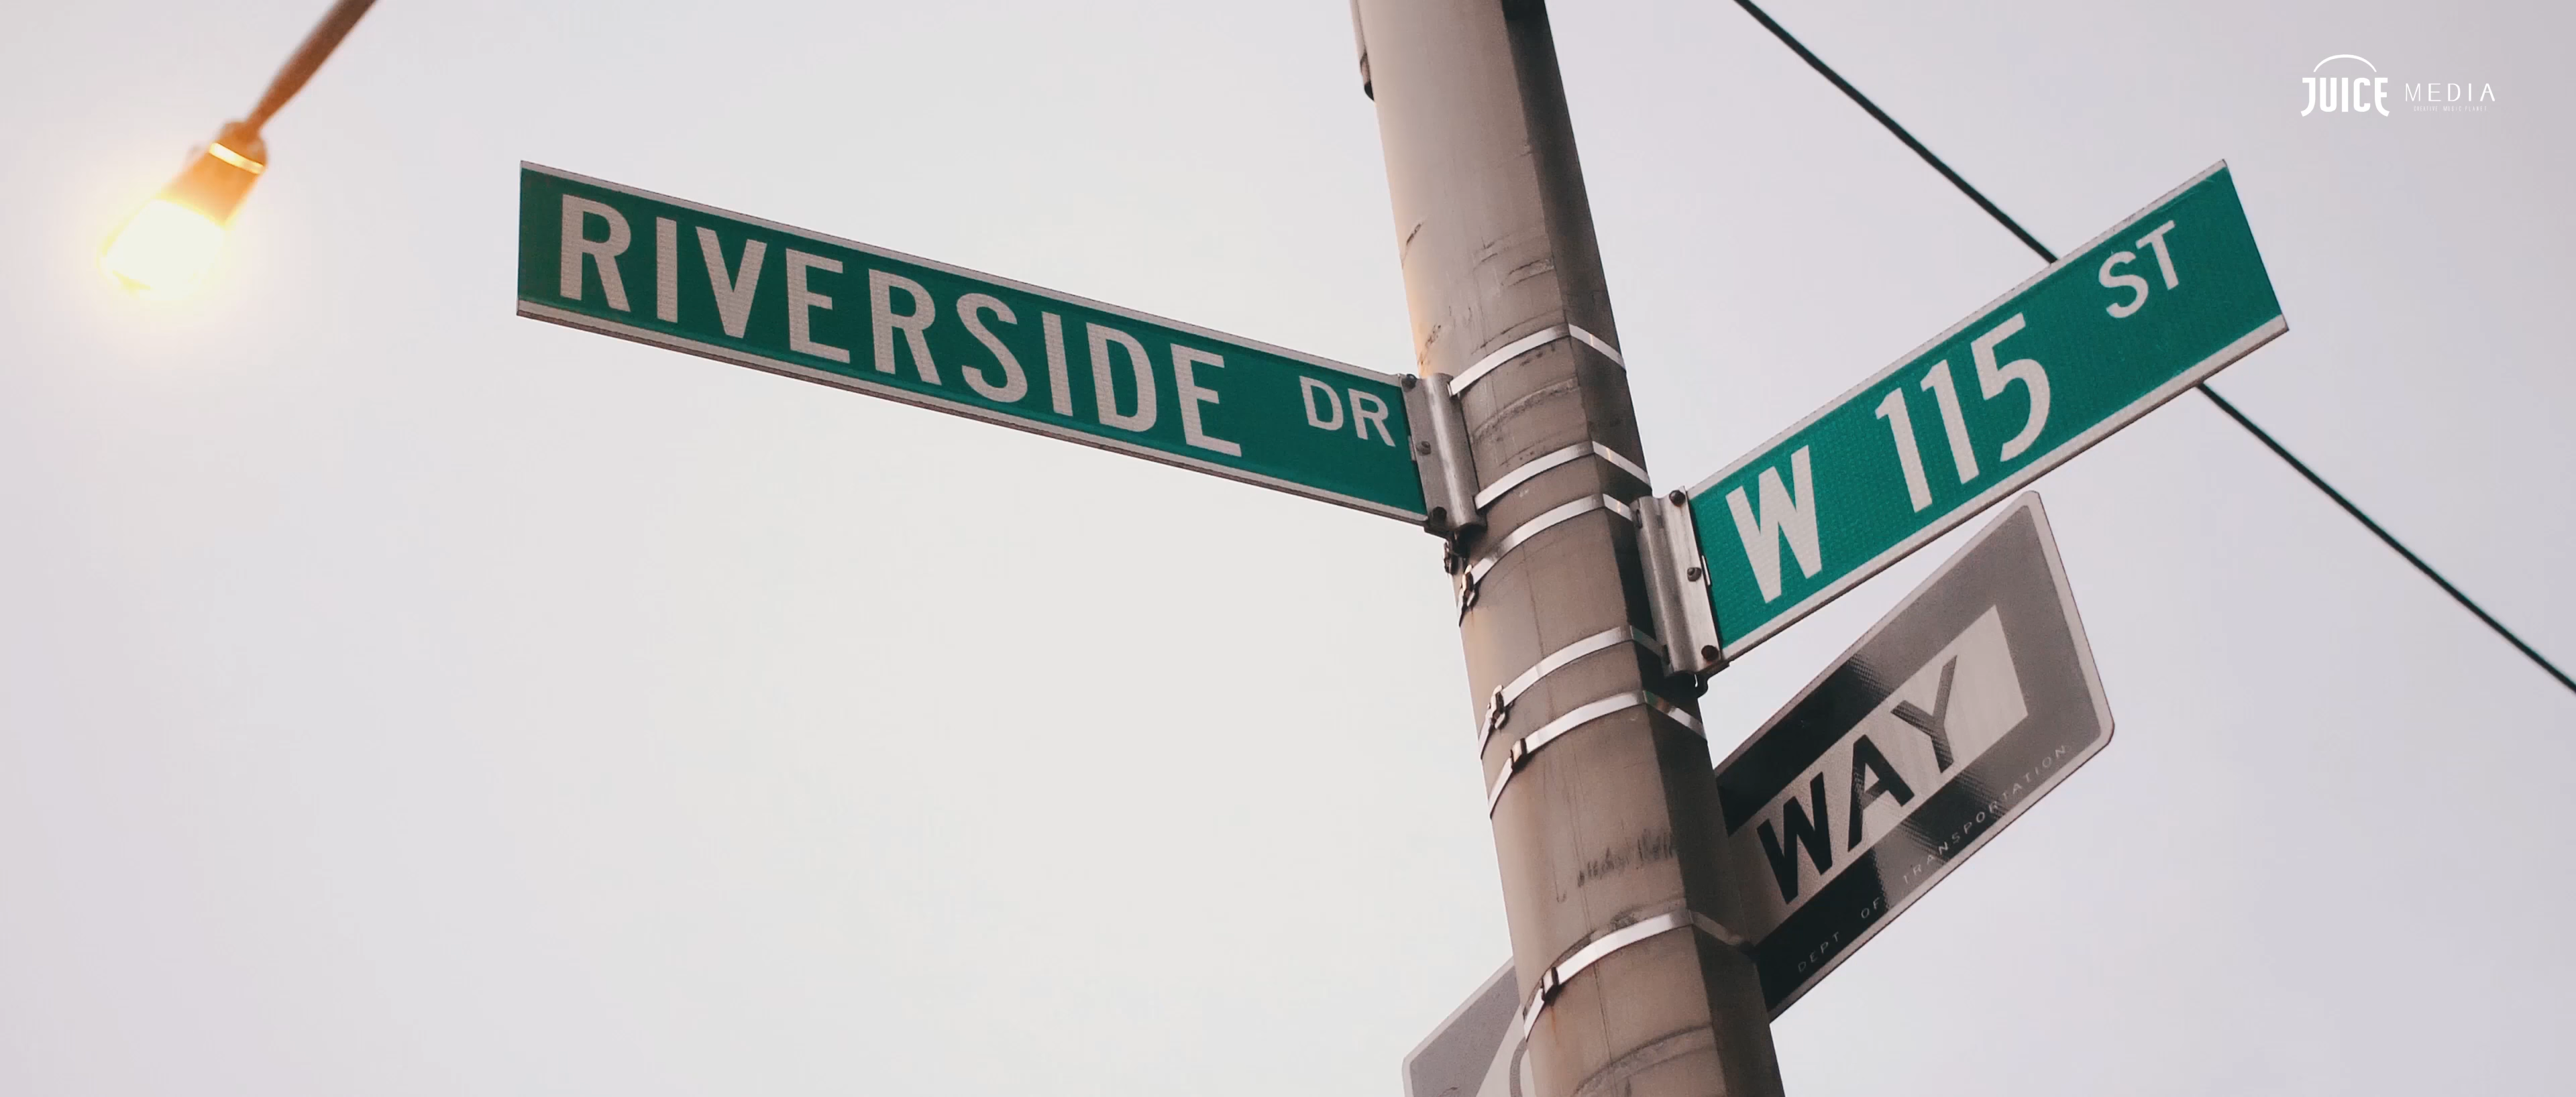 JUICE MEDIA
RIVERSIDE DR
W 115 ST
WAY
DEPT OF TRANSPORTATION